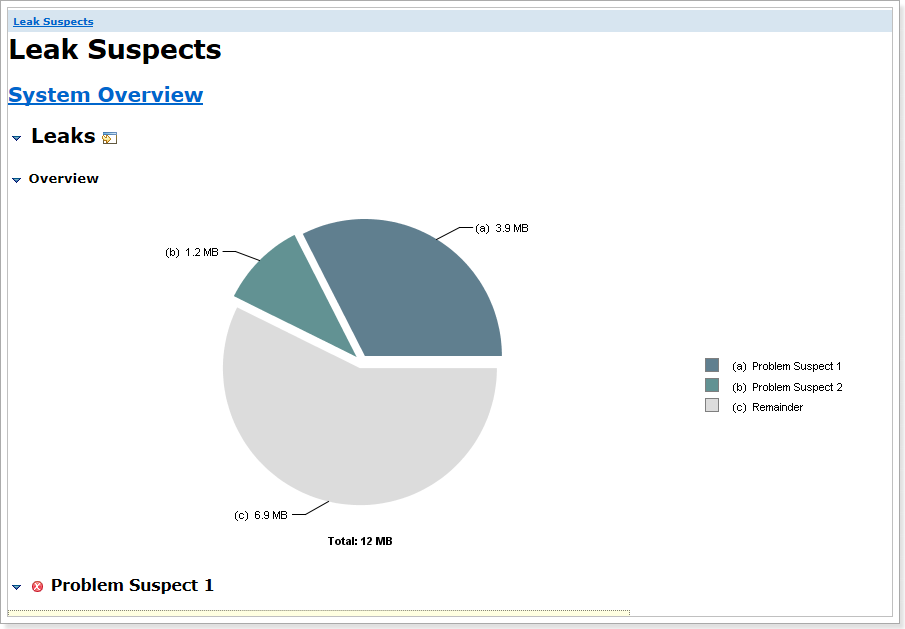 Leak Suspects
Leak Suspects
System Overview
Leaks
Overview
(a) 3.9 MB
(b) 1.2 MB
(a) Problem Suspect 1
(b) Problem Suspect 2
(c) Remainder
(c) 6.9 MB
Total: 12 MB
Problem Suspect 1